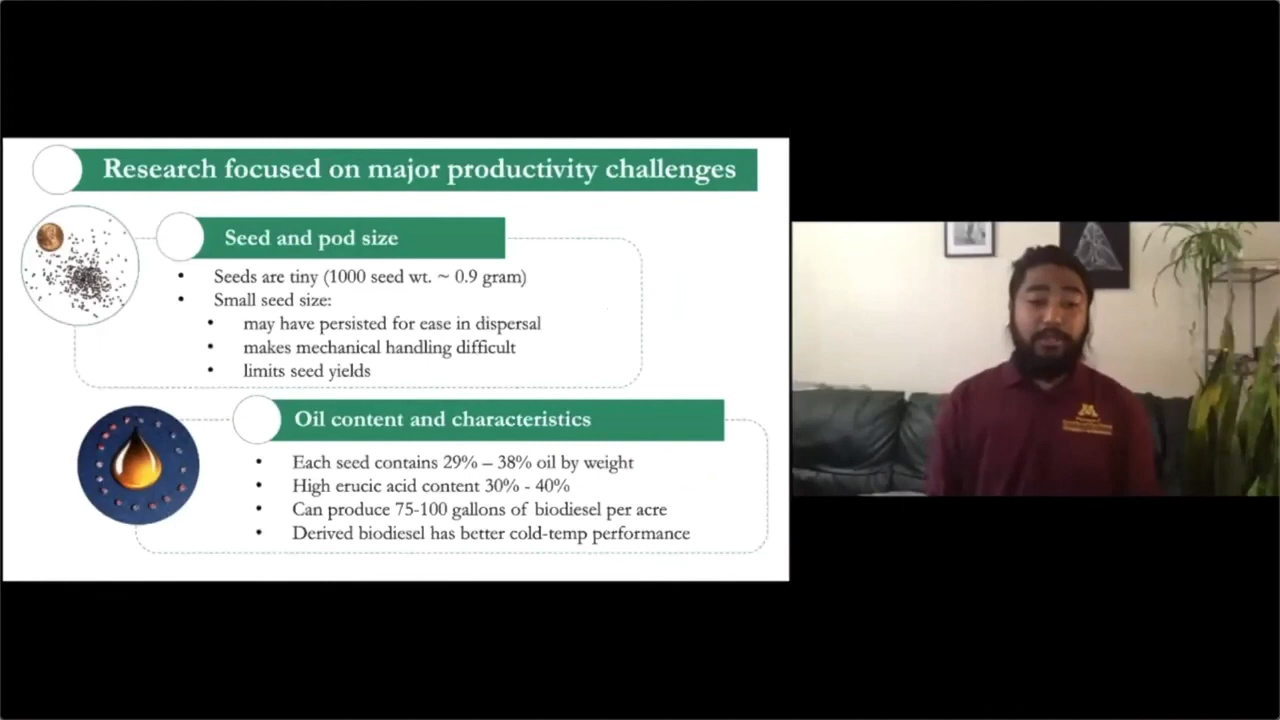 Research focused on major productivity challenges
Seed and pod size
• Seeds are tiny (1000 seed wt. ~ 0.9 gram)
• Small seed size:
• may have persisted for ease in dispersal
• makes mechanical handling difficult
• limits seed yields
Oil content and characteristics
• Each seed contains 29% – 38% oil by weight
• High erucic acid content 30% - 40%
• Can produce 75-100 gallons of biodiesel per acre
• Derived biodiesel has better cold-temp performance
M